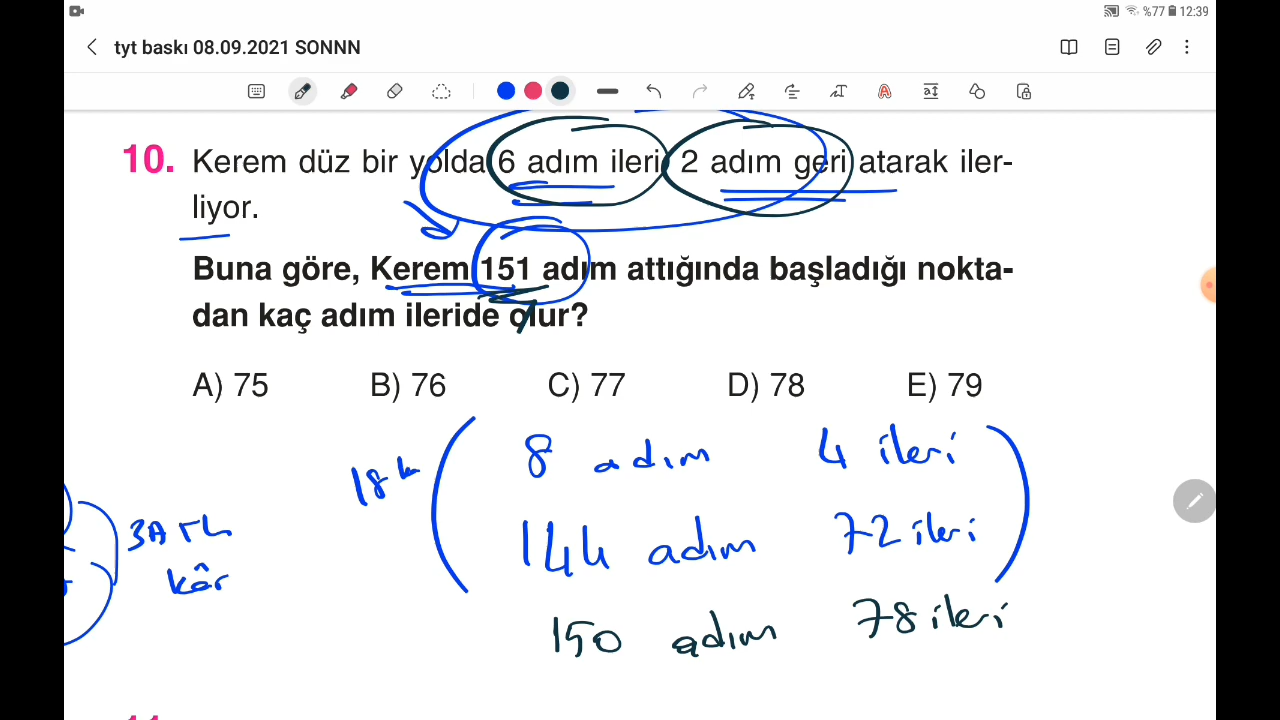 %77 12:39
tyt baskı 08.09.2021 SONNN
10. Kerem düz bir yolda 6 adım ileri 2 adım geri atarak iler-
liyor.
Buna göre, Kerem 151 adım attığında başladığı nokta-
dan kaç adım ileride olur?
A) 75 B) 76 C) 77 D) 78 E) 79
8 adım 4 ileri
18 k
144 adım 72 ileri
3A TL
kâr
150 adım 78 ileri